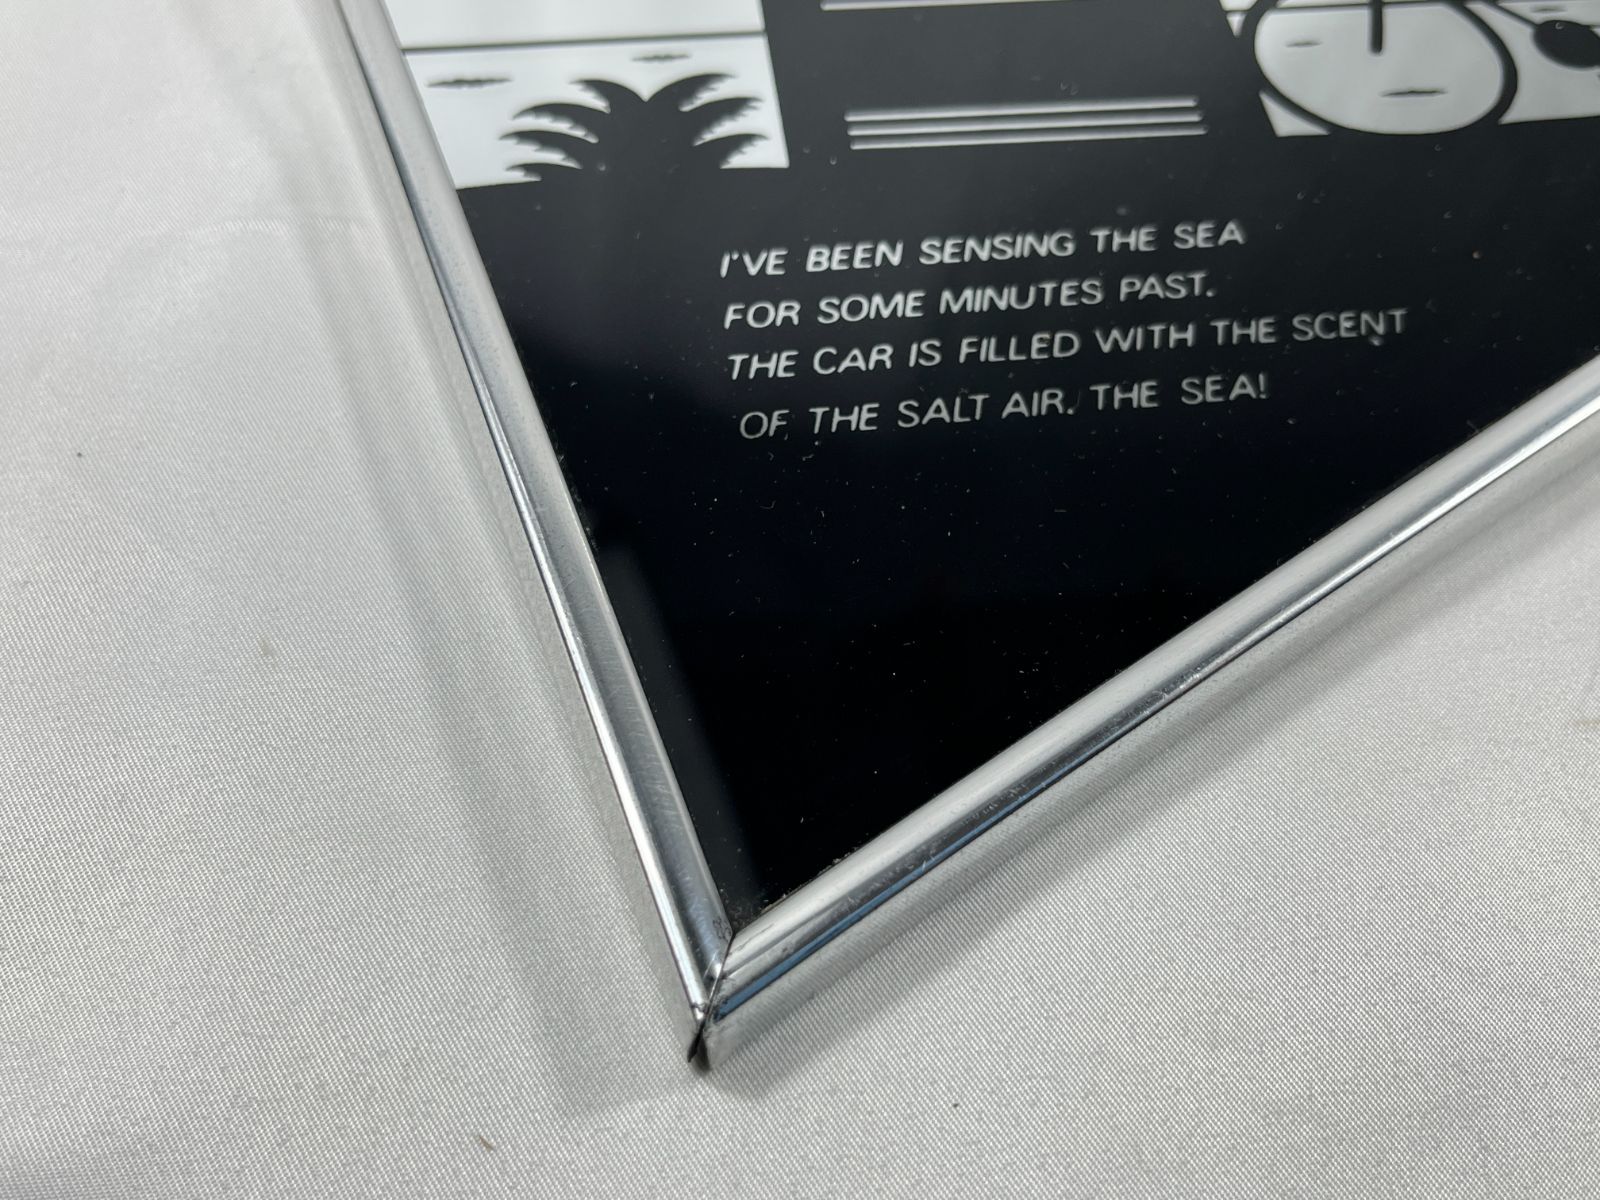 I'VE BEEN SENSING THE SEA
FOR SOME MINUTES PAST.
THE CAR IS FILLED WITH THE SCENT
OF THE SALT AIR. THE SEA!